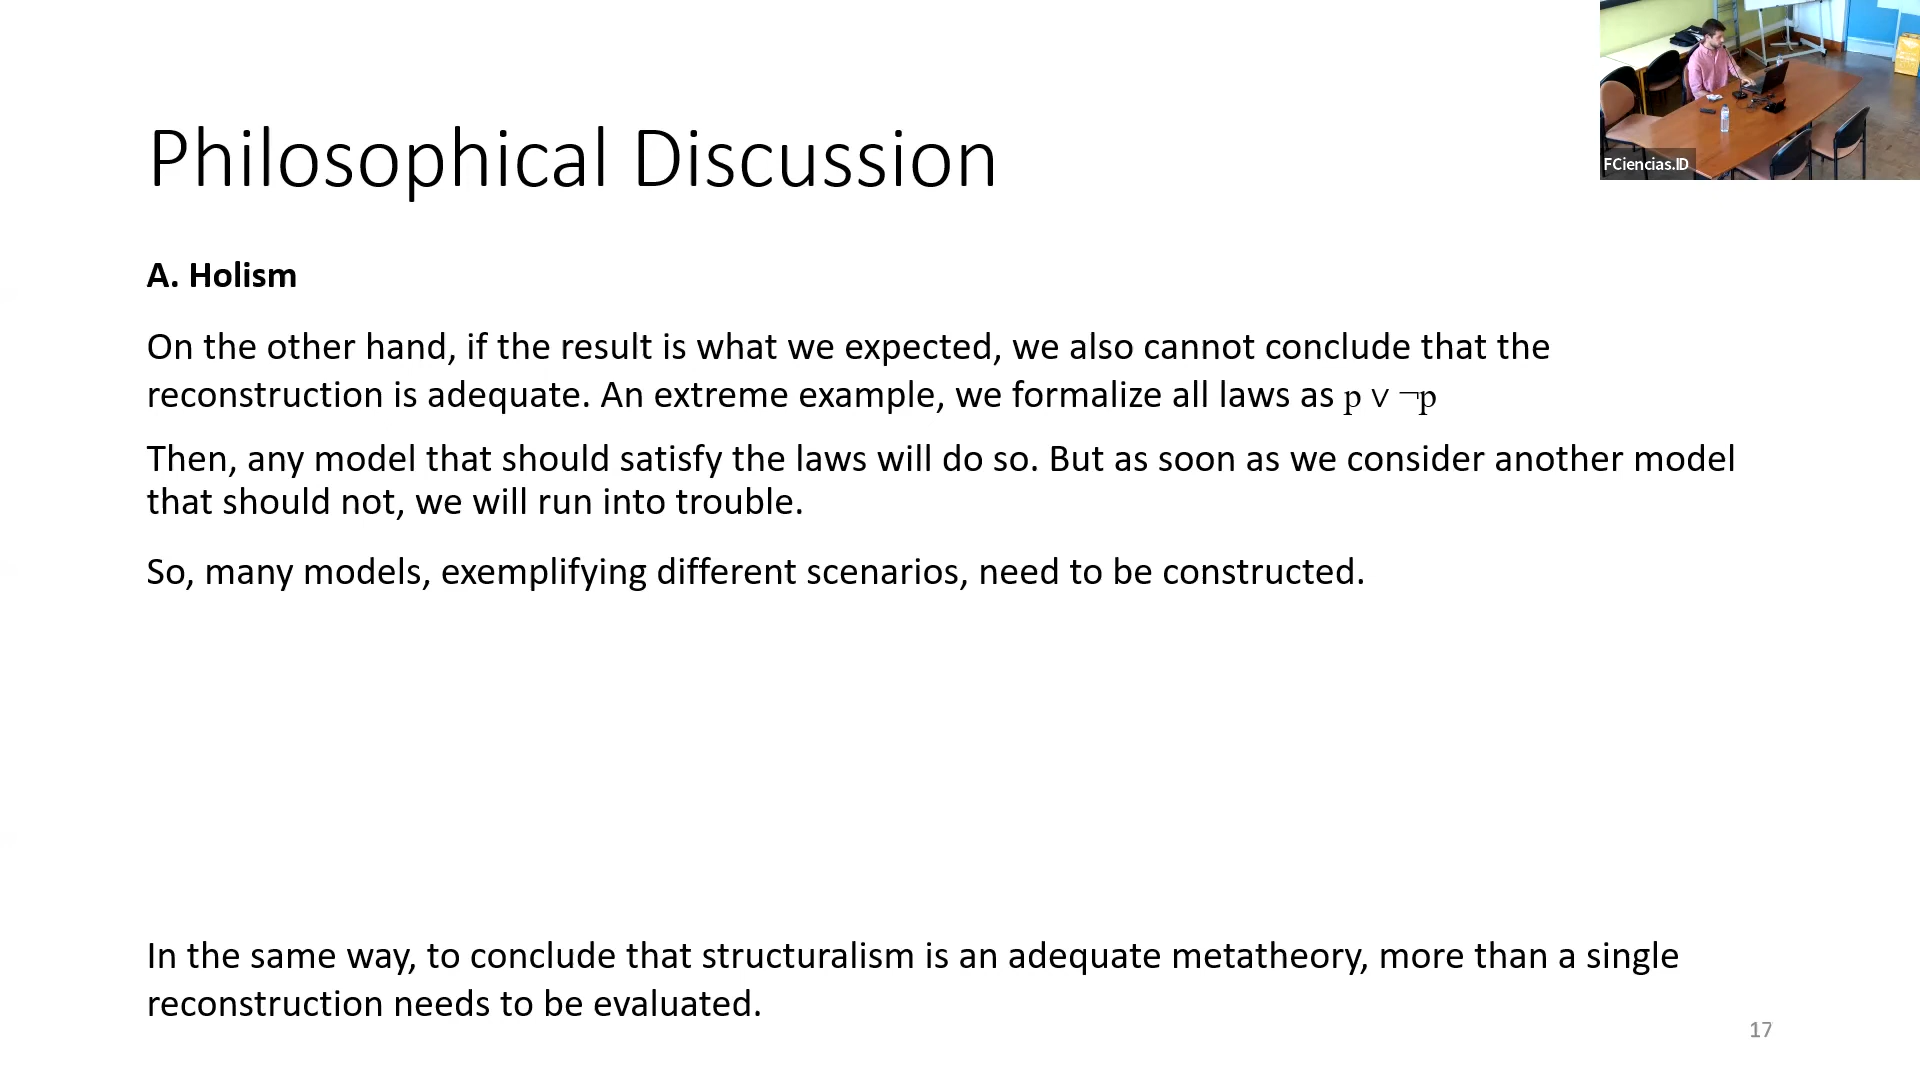 Philosophical Discussion
FCiencias.ID
A. Holism
On the other hand, if the result is what we expected, we also cannot conclude that the
reconstruction is adequate. An extreme example, we formalize all laws as p ∨ ¬p
Then, any model that should satisfy the laws will do so. But as soon as we consider another model
that should not, we will run into trouble.
So, many models, exemplifying different scenarios, need to be constructed.
In the same way, to conclude that structuralism is an adequate metatheory, more than a single
reconstruction needs to be evaluated.
17